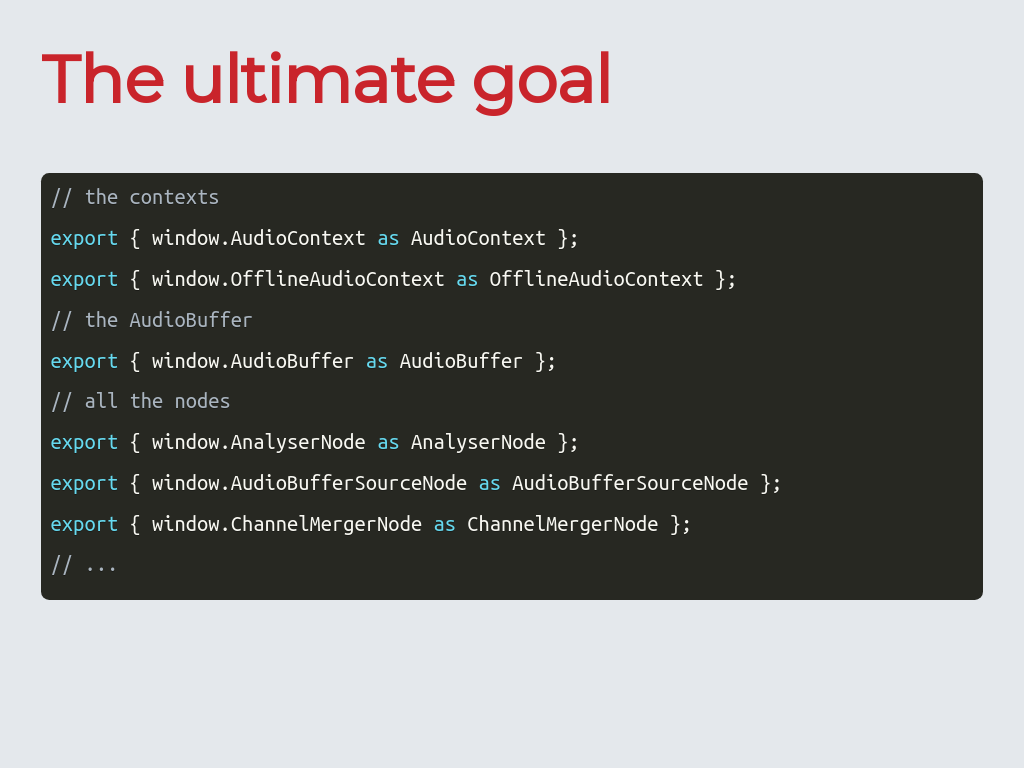 The ultimate goal
// the contexts
export { window.AudioContext as AudioContext };
export { window.OfflineAudioContext as OfflineAudioContext };
// the AudioBuffer
export { window.AudioBuffer as AudioBuffer };
// all the nodes
export { window.AnalyserNode as AnalyserNode };
export { window.AudioBufferSourceNode as AudioBufferSourceNode };
export { window.ChannelMergerNode as ChannelMergerNode };
// ...